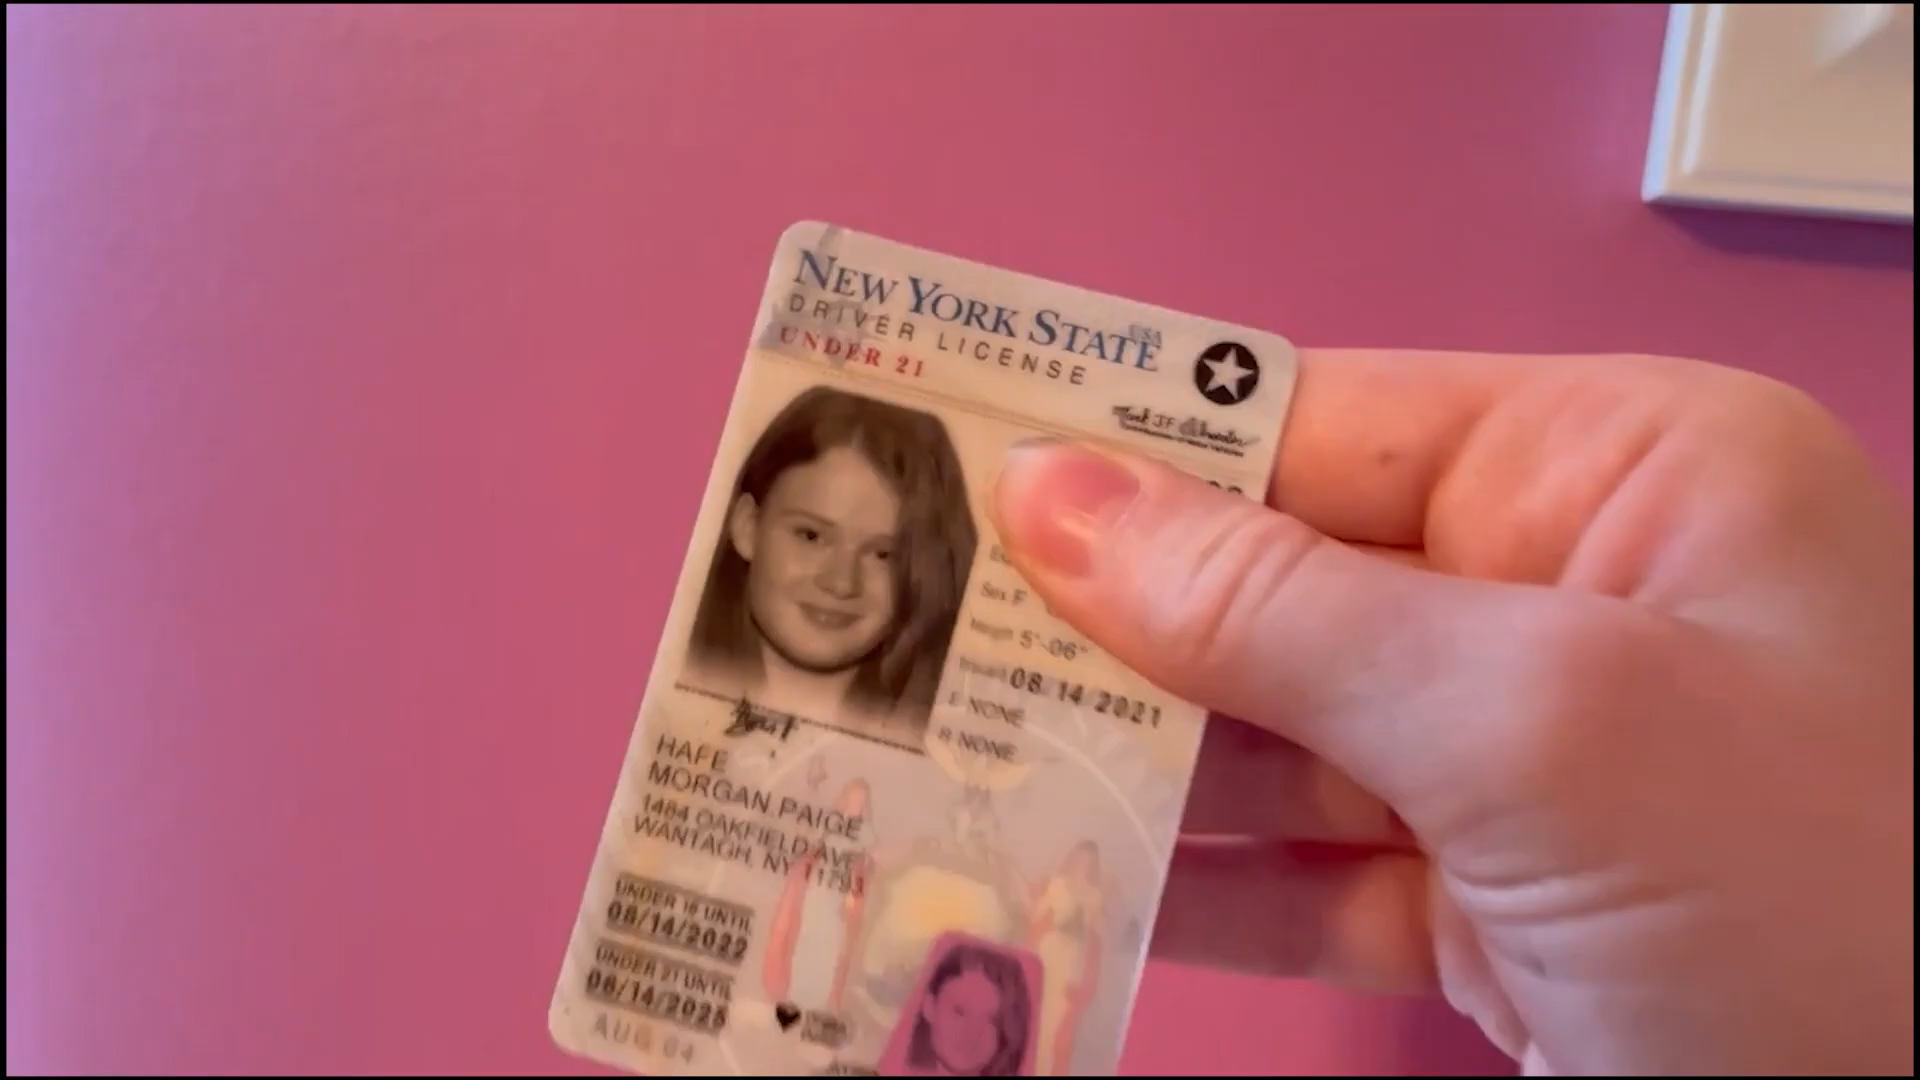 NEW YORK STATE USA
DRIVER LICENSE
UNDER 21
Sex F
Height 5'-06"
Issued 08 14 2021
E NONE
R NONE
HAFE
MORGAN, PAIGE
1484 OAKFIELD AVE
WANTAGH, NY 11793
UNDER 18 UNTIL
08/14/2022
UNDER 21 UNTIL
08/14/2025
AUG 04